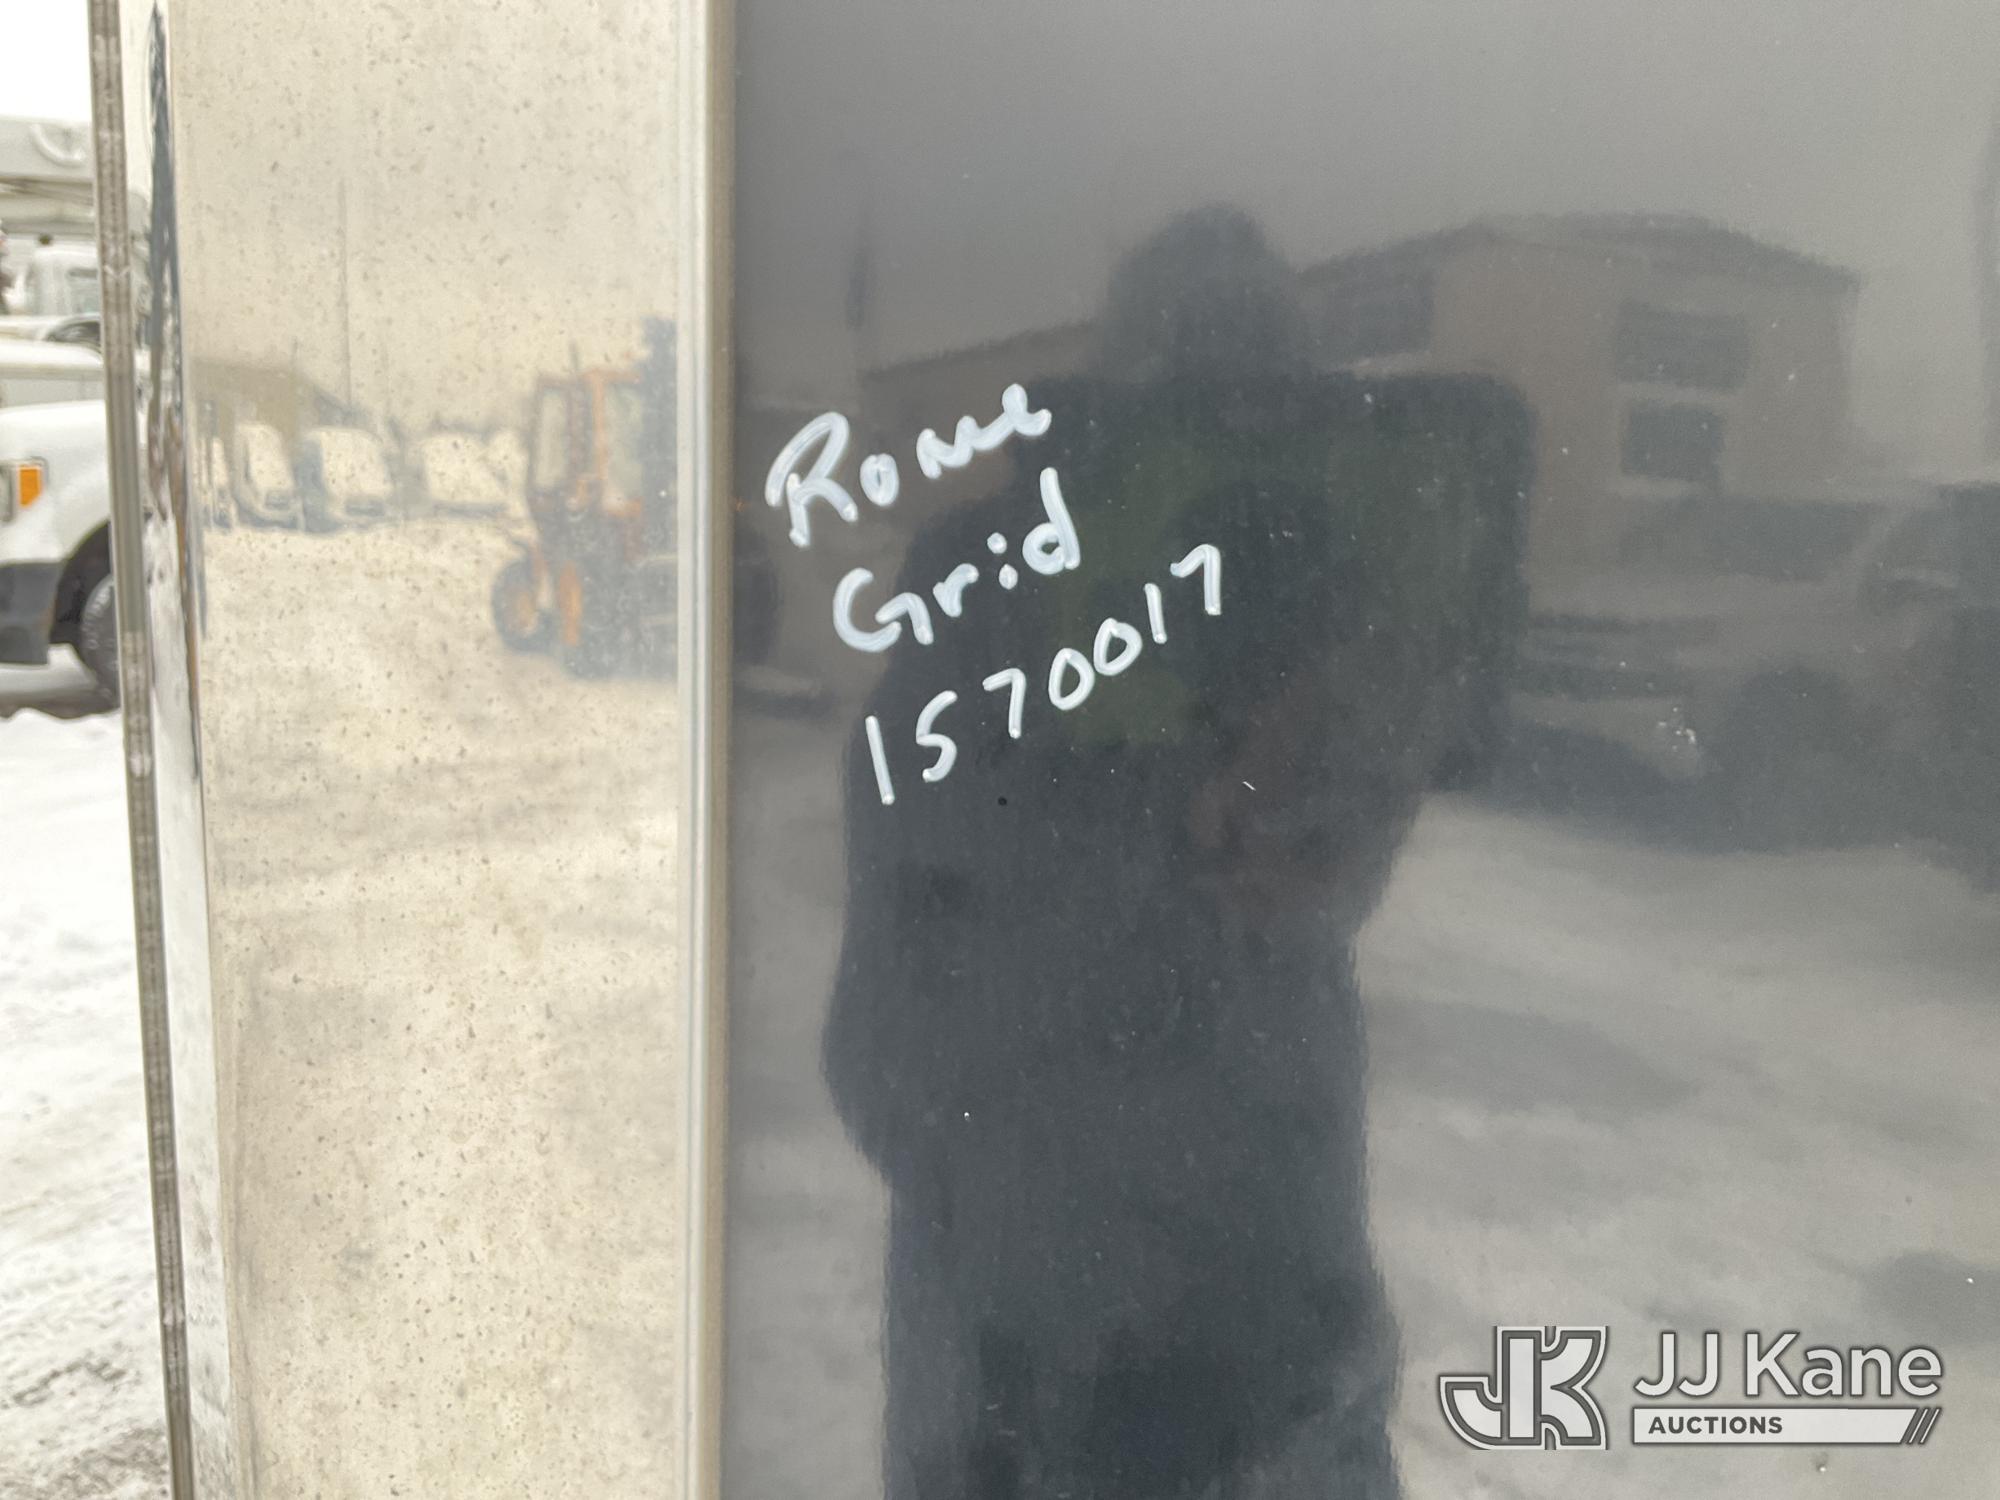 Rome
Grid
1570017
JJ Kane
AUCTIONS